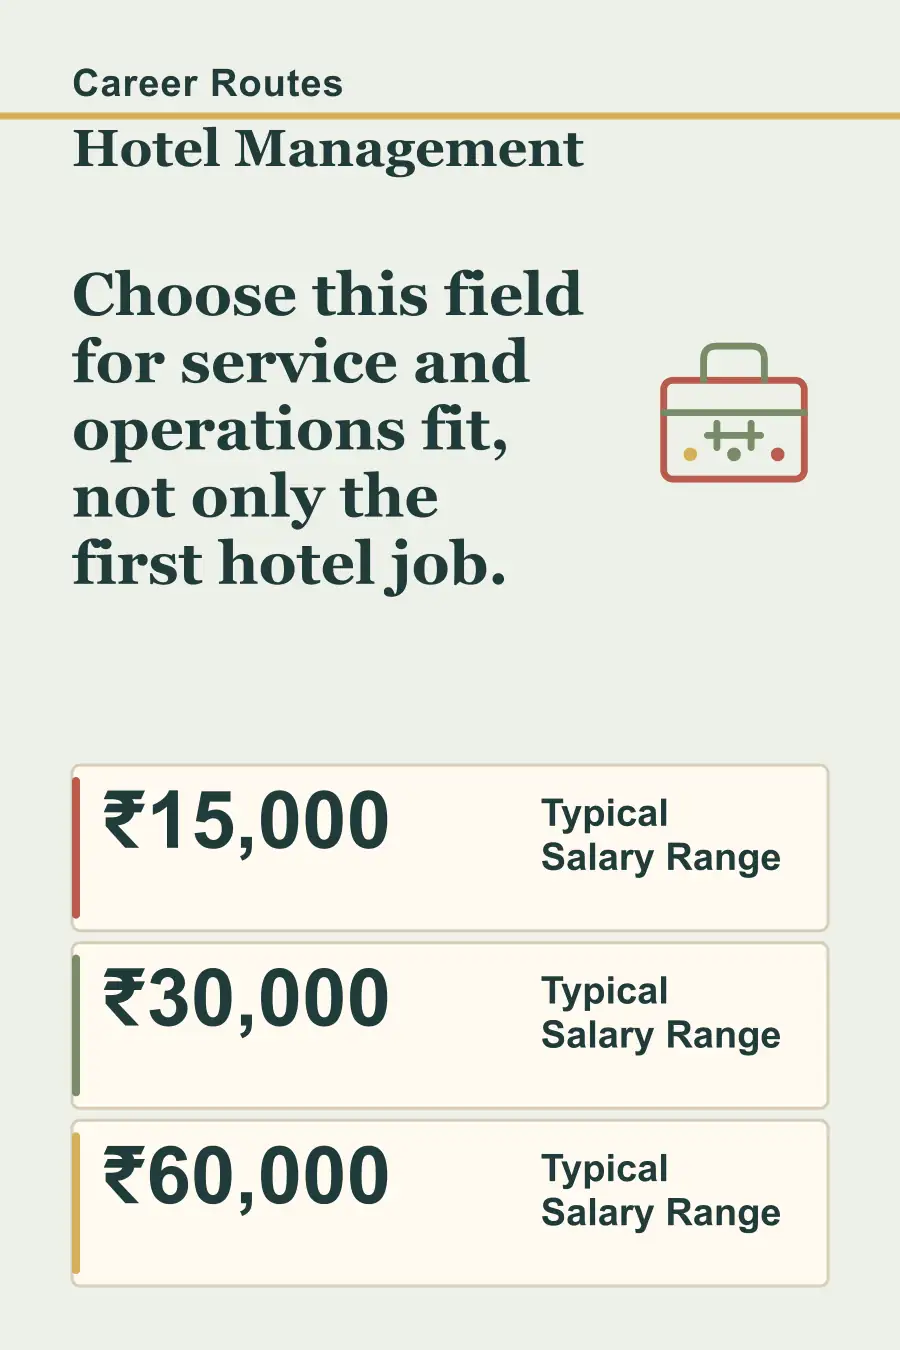 Career Routes
Hotel Management
Choose this field
for service and
operations fit,
not only the
first hotel job.
₹15,000
Typical
Salary Range
₹30,000
Typical
Salary Range
₹60,000
Typical
Salary Range